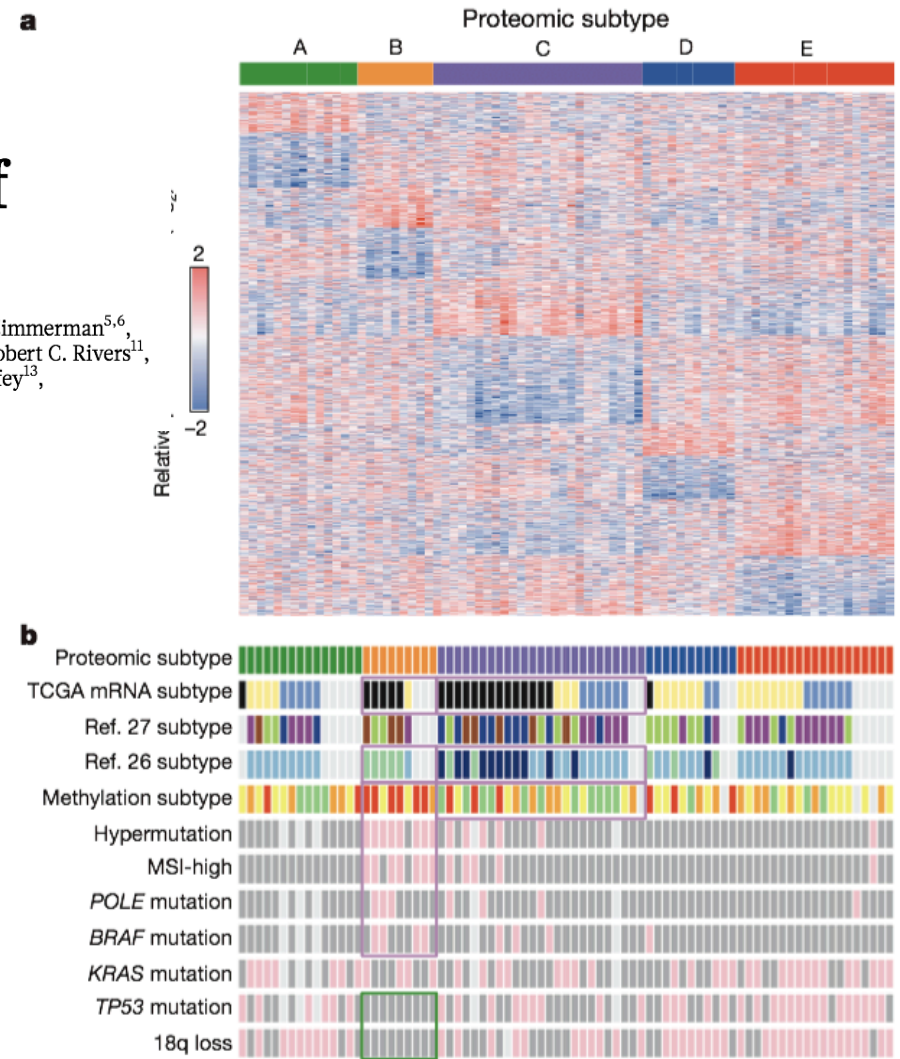 a
Proteomic subtype
A B C D E
f
2
immerman5,6,
obert C. Rivers11,
fey13,
–2
Relative
b
Proteomic subtype
TCGA mRNA subtype
Ref. 27 subtype
Ref. 26 subtype
Methylation subtype
Hypermutation
MSI-high
POLE mutation
BRAF mutation
KRAS mutation
TP53 mutation
18q loss